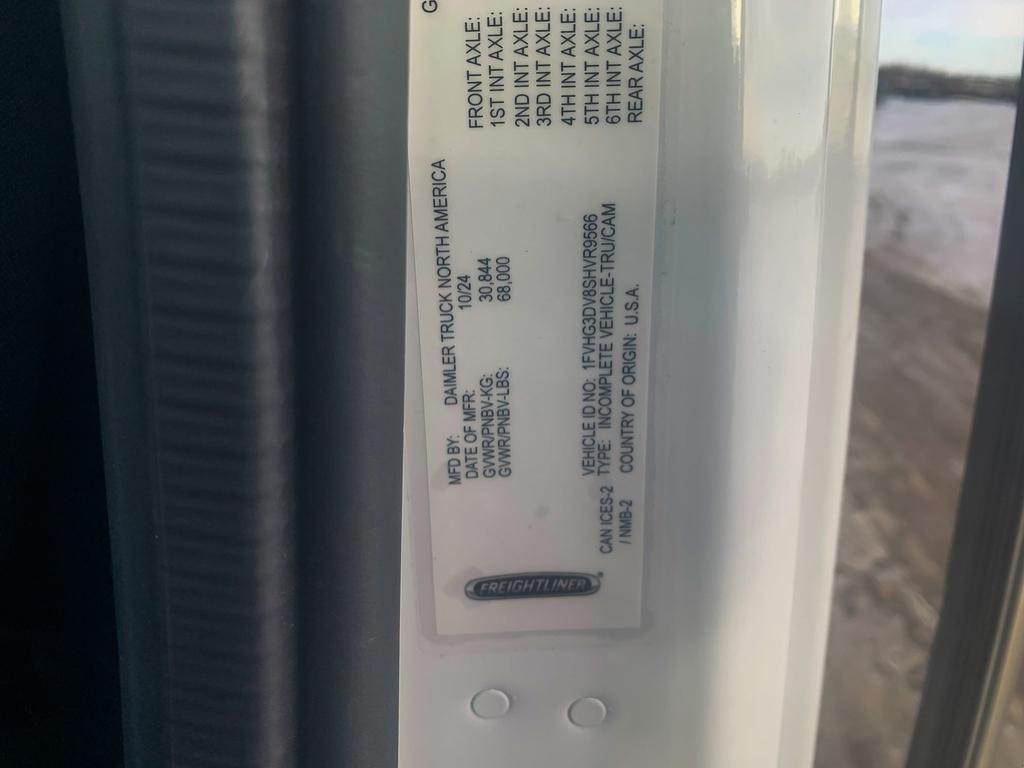 MFD BY: DAIMLER TRUCK NORTH AMERICA
DATE OF MFR: 10/24
GVWR/PNBV-KG: 30,844
GVWR/PNBV-LBS: 68,000
VEHICLE ID NO: 1FVHG3DV8SHVR9566
CAN ICES-2 TYPE: INCOMPLETE VEHICLE-TRU/CAM
/ NMB-2 COUNTRY OF ORIGIN: U.S.A.
FREIGHTLINER
G
FRONT AXLE:
1ST INT AXLE:
2ND INT AXLE:
3RD INT AXLE:
4TH INT AXLE:
5TH INT AXLE:
6TH INT AXLE:
REAR AXLE: